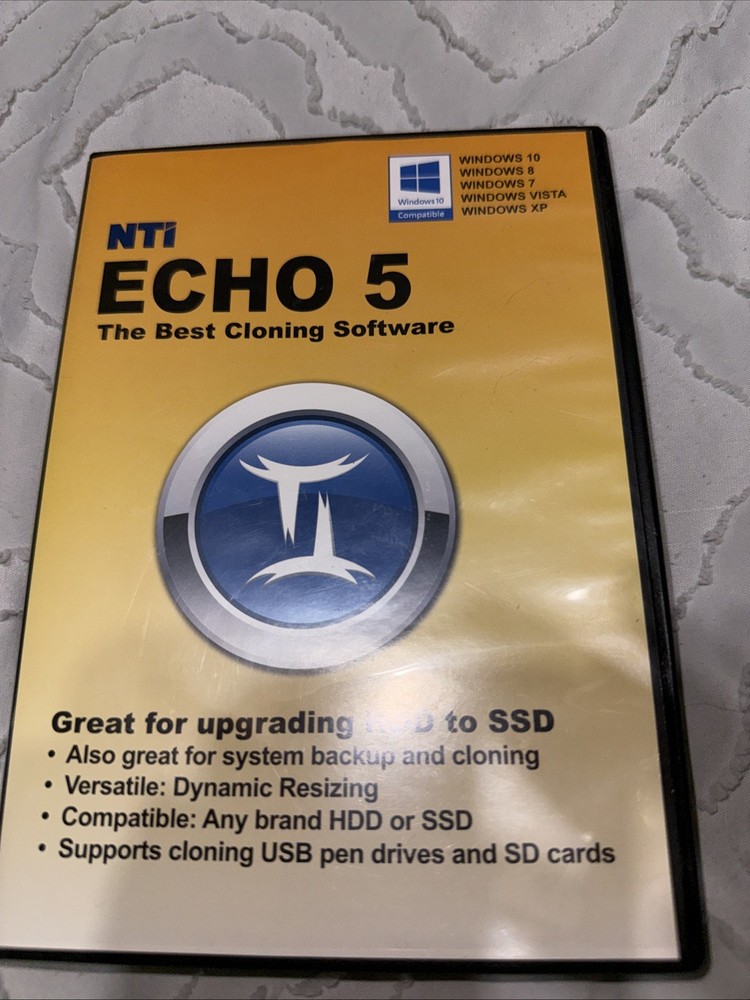 WINDOWS 10
WINDOWS 8
WINDOWS 7
WINDOWS VISTA
WINDOWS XP
Windows10
Compatible
NTI
ECHO 5
The Best Cloning Software
Great for upgrading to SSD
• Also great for system backup and cloning
• Versatile: Dynamic Resizing
• Compatible: Any brand HDD or SSD
• Supports cloning USB pen drives and SD cards